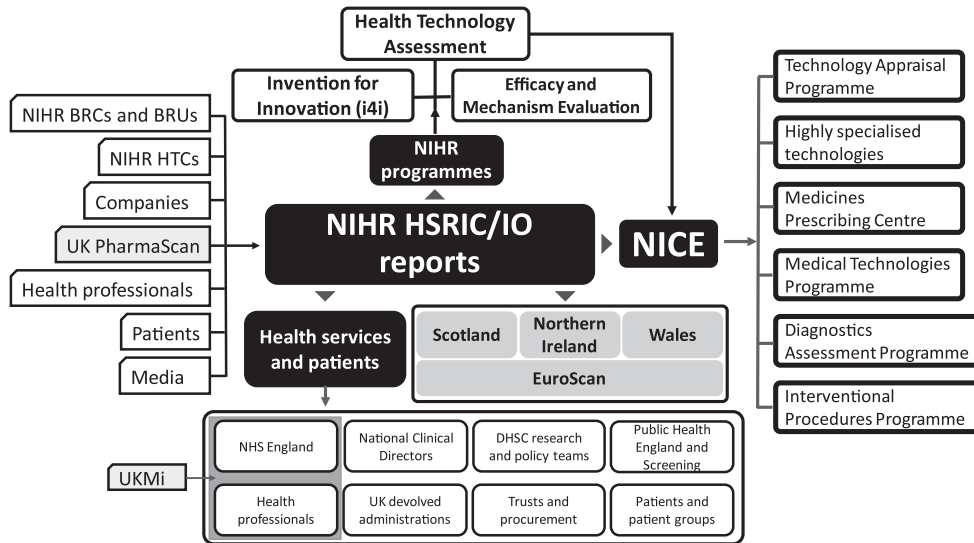 Health Technology
Assessment
Invention for
Innovation (i4i)
Efficacy and
Mechanism Evaluation
NIHR
programmes
NIHR BRCs and BRUs
NIHR HTCs
Companies
UK PharmaScan
Health professionals
Patients
Media
NIHR HSRIC/IO
reports
NICE
Technology Appraisal
Programme
Highly specialised
technologies
Medicines
Prescribing Centre
Medical Technologies
Programme
Diagnostics
Assessment Programme
Interventional
Procedures Programme
Health services
and patients
Scotland
Northern
Ireland
Wales
EuroScan
UKMi
NHS England
National Clinical
Directors
DHSC research
and policy teams
Public Health
England and
Screening
Health
professionals
UK devolved
administrations
Trusts and
procurement
Patients and
patient groups